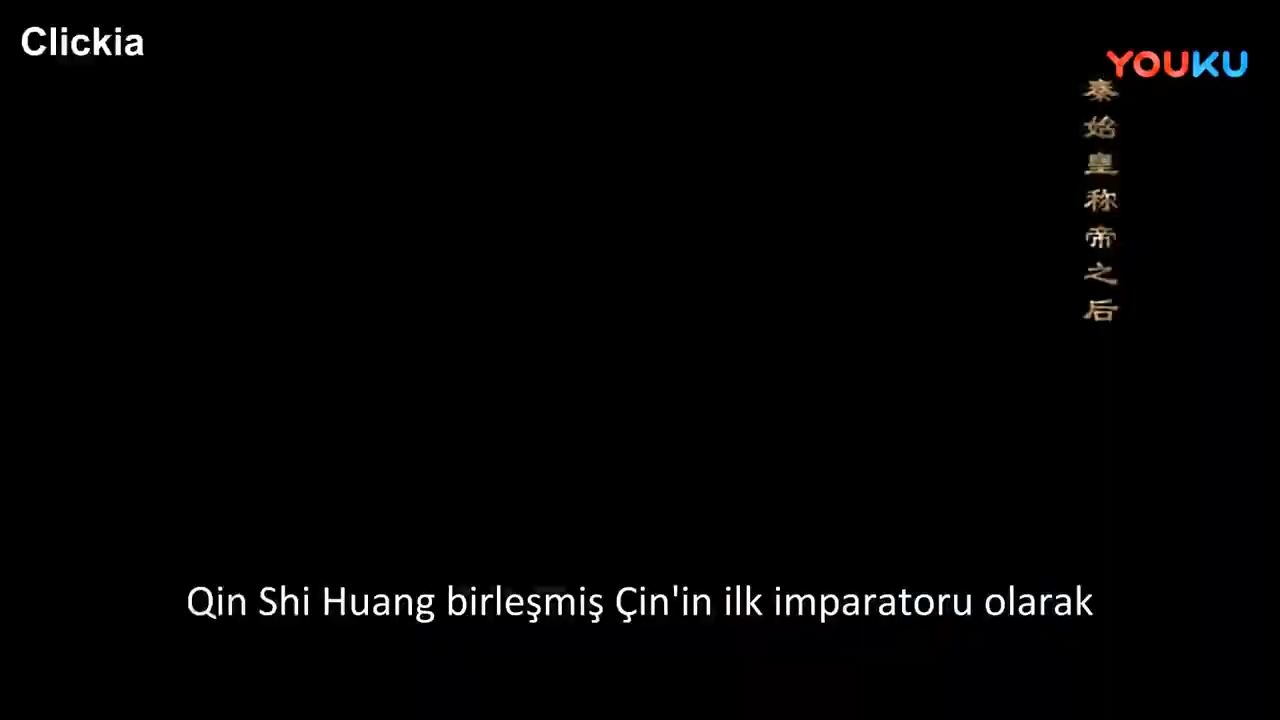 Clickia
YOUKU
秦始皇称帝之后
Qin Shi Huang birleşmiş Çin'in ilk imparatoru olarak